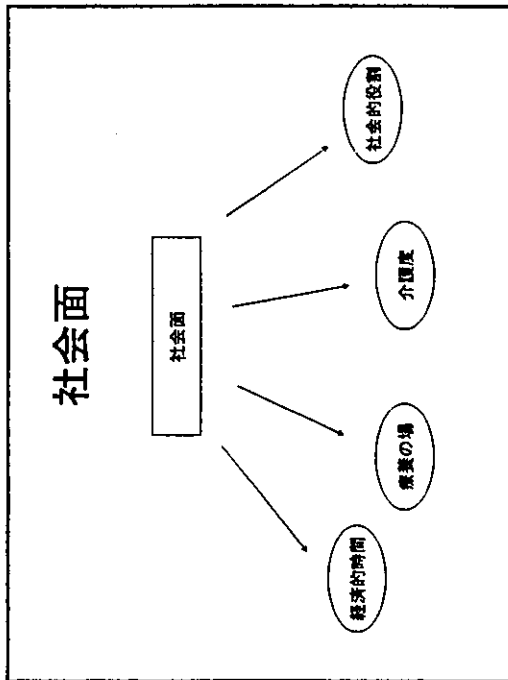 社会面
社会面
経済的時間
療養の場
介護度
社会的役割